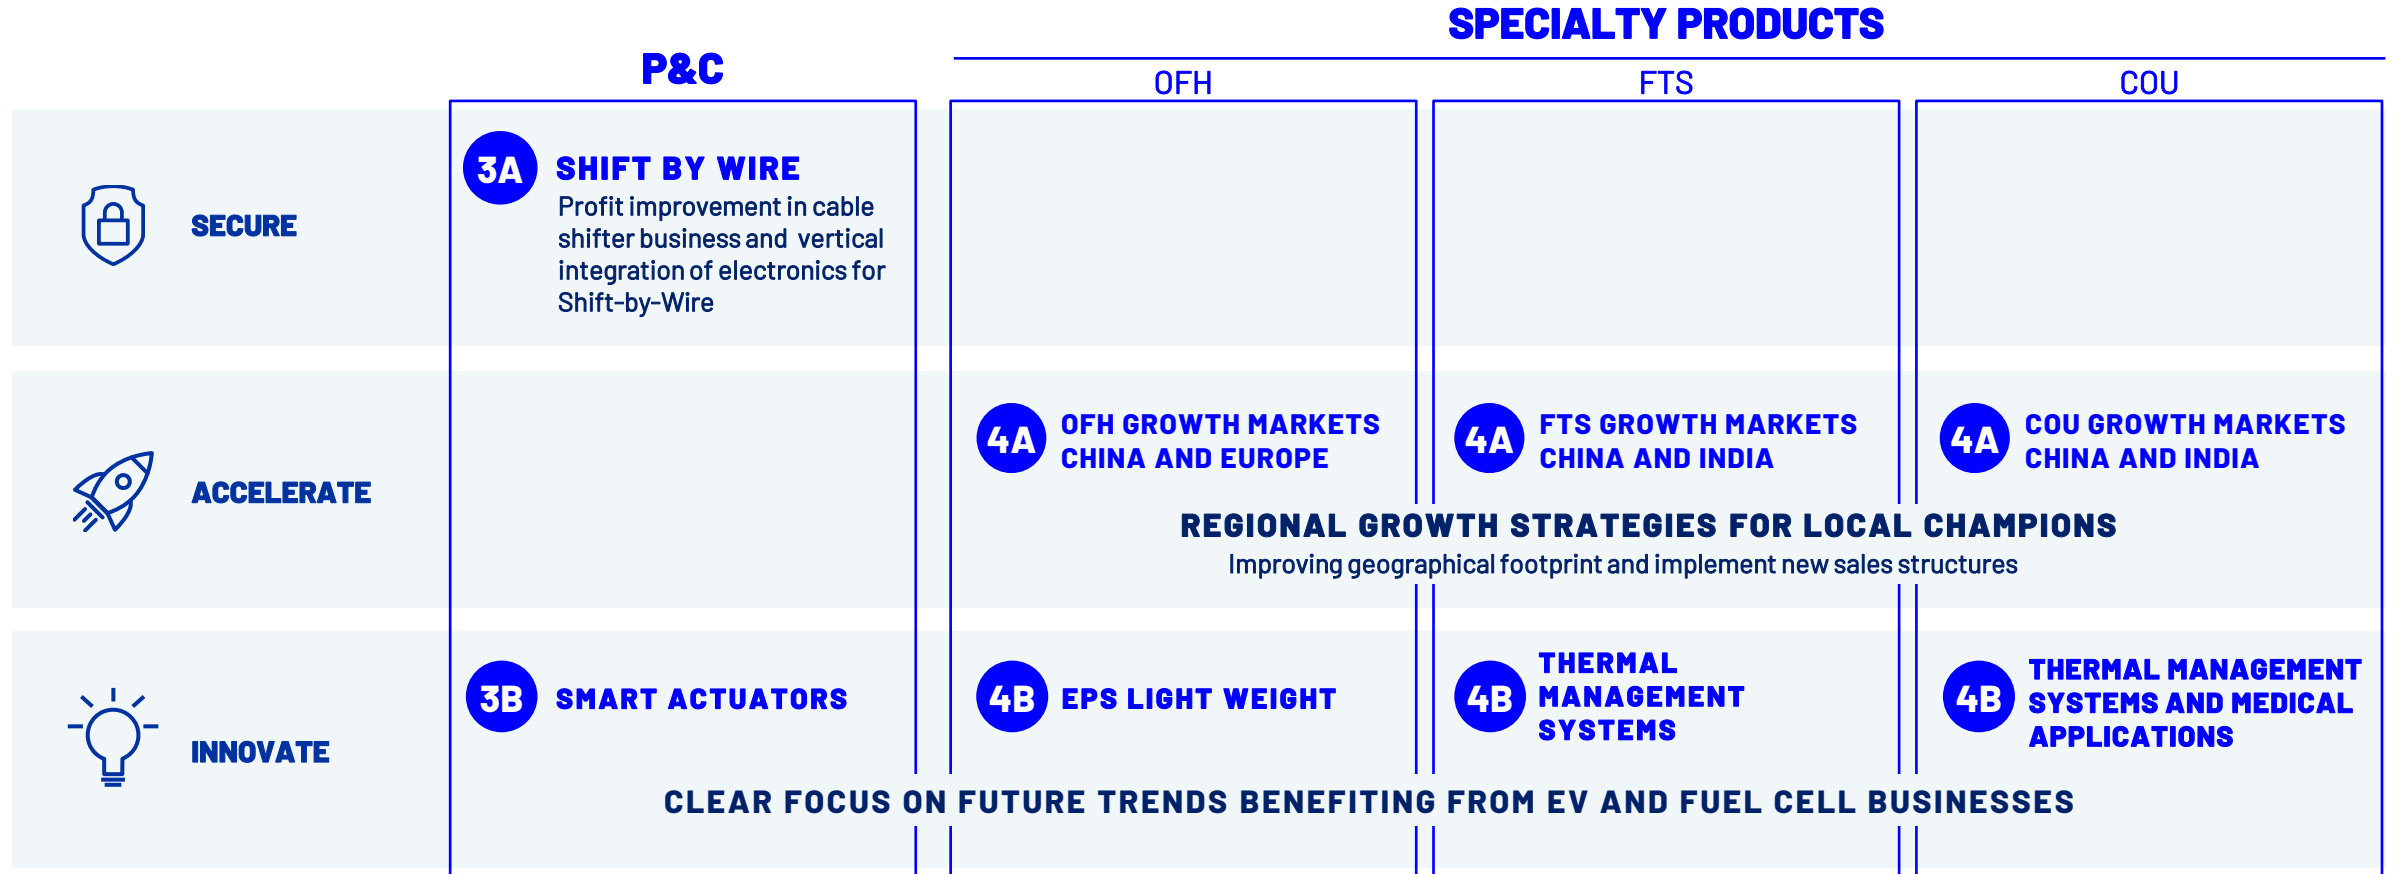 SPECIALTY PRODUCTS
P&C
OFH
FTS
COU
SECURE
3A
SHIFT BY WIRE
Profit improvement in cable
shifter business and vertical
integration of electronics for
Shift-by-Wire
ACCELERATE
4A
OFH GROWTH MARKETS
CHINA AND EUROPE
4A
FTS GROWTH MARKETS
CHINA AND INDIA
4A
COU GROWTH MARKETS
CHINA AND INDIA
REGIONAL GROWTH STRATEGIES FOR LOCAL CHAMPIONS
Improving geographical footprint and implement new sales structures
INNOVATE
3B
SMART ACTUATORS
4B
EPS LIGHT WEIGHT
4B
THERMAL
MANAGEMENT
SYSTEMS
4B
THERMAL MANAGEMENT
SYSTEMS AND MEDICAL
APPLICATIONS
CLEAR FOCUS ON FUTURE TRENDS BENEFITING FROM EV AND FUEL CELL BUSINESSES